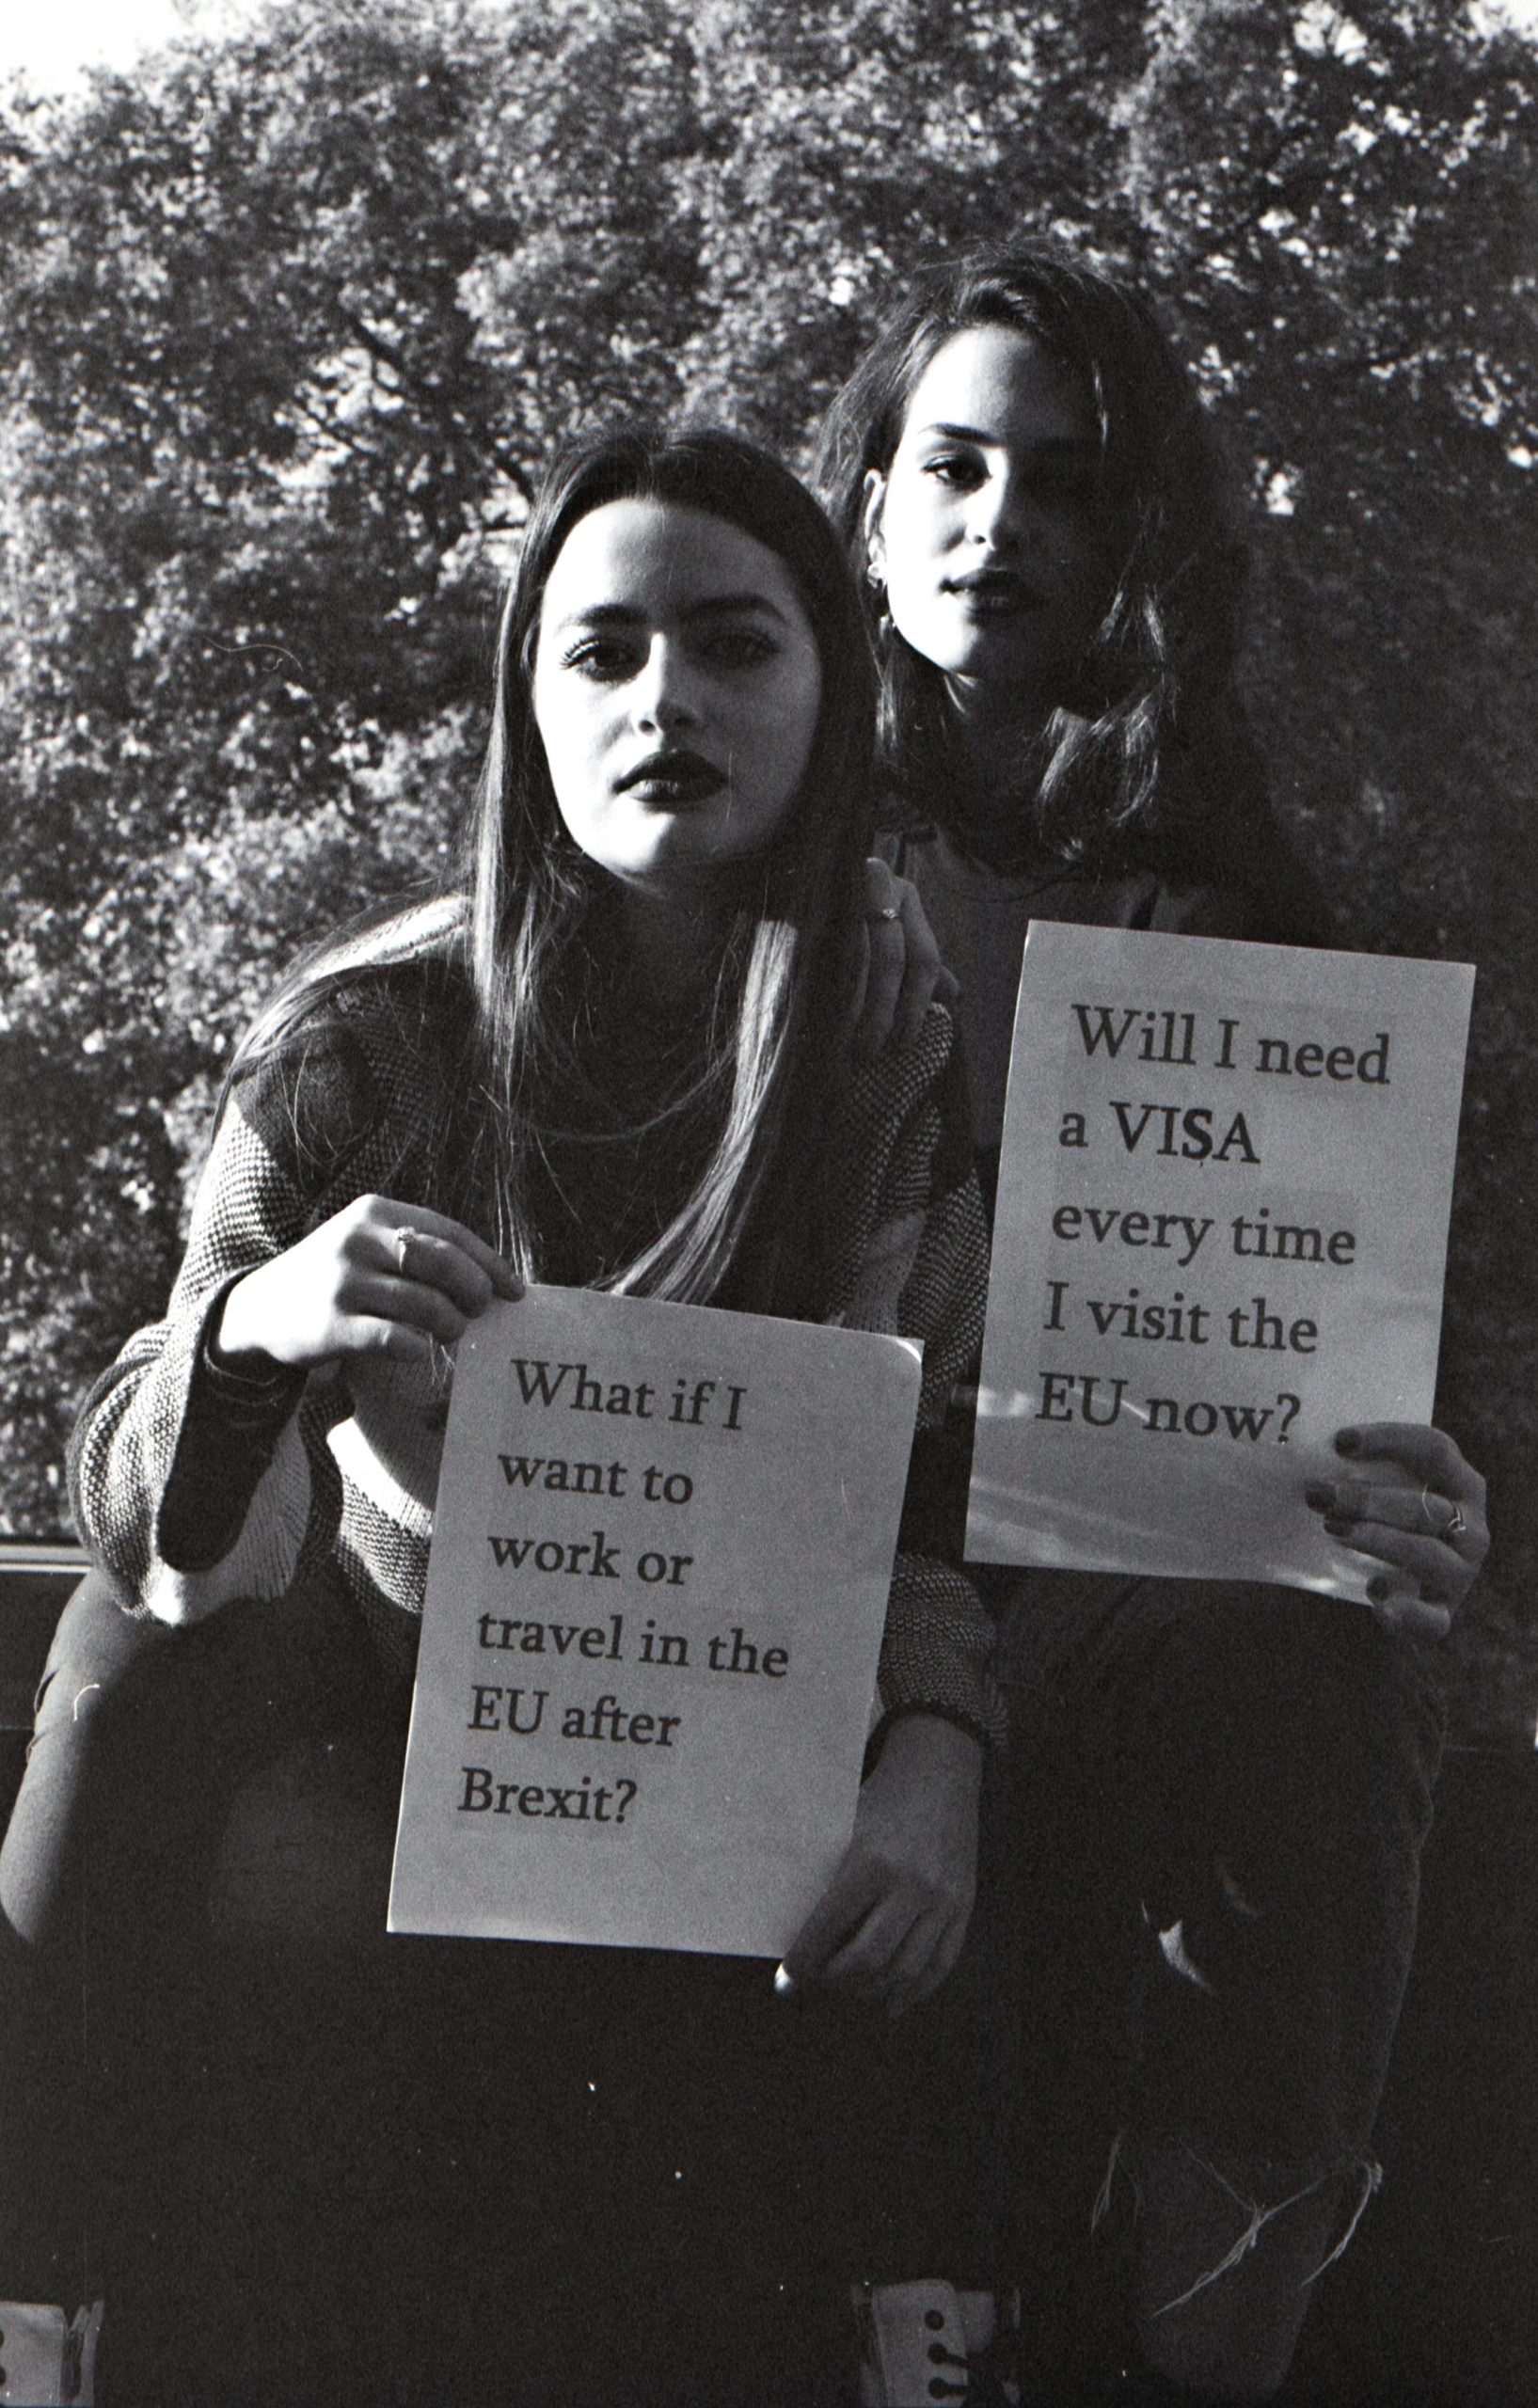 What if I
want to
work or
travel in the
EU after
Brexit?
Will I need
a VISA
every time
I visit the
EU now?